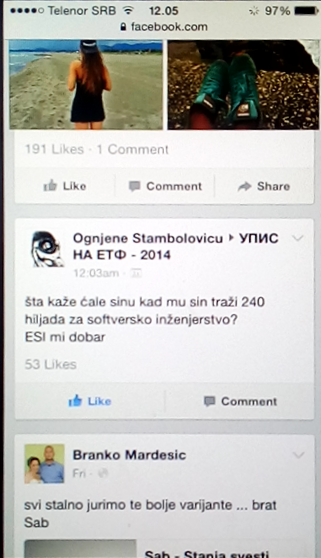 Telenor SRB 12.05 97%
facebook.com
191 Likes · 1 Comment
Like Comment Share
Ognjene Stambolovicu ‣ УПИС
НА ЕТФ - 2014
12:03am ·
šta kaže ćale sinu kad mu sin traži 240
hiljada za softversko inženjerstvo?
ESI mi dobar
53 Likes
Like Comment
Branko Mardesic
Fri ·
svi stalno jurimo te bolje varijante ... brat
Sab
Sab - Stanja svesti